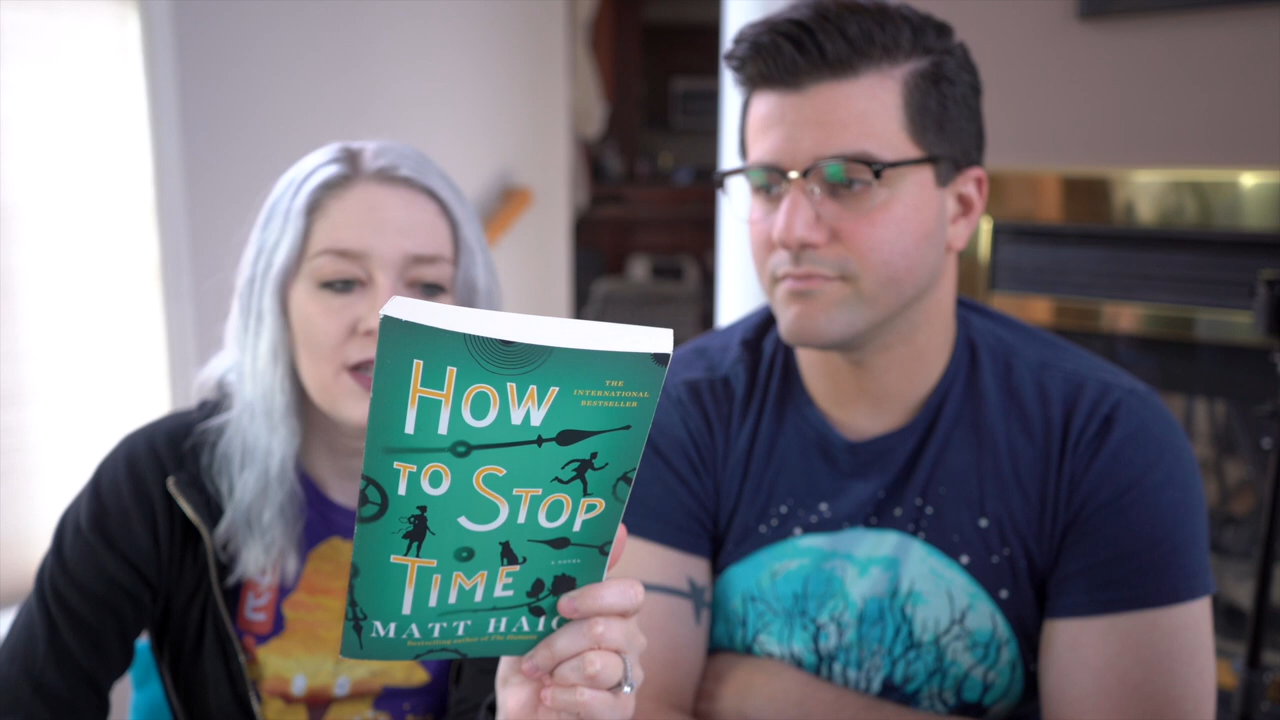 HOW
THE
INTERNATIONAL
BESTSELLER
TO STOP
TIME
A NOVEL
MATT HAIG
bestselling author of The Humans